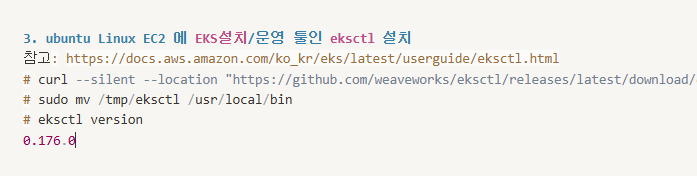 3. ubuntu Linux EC2 에 EKS설치/문영 툴인 eksctl 설치
참고: https://docs.aws.amazon.com/ko_kr/eks/latest/userguide/eksctl.html
# curl --silent --location "https://github.com/weaveworks/eksctl/releases/latest/download/
# sudo mv /tmp/eksctl /usr/local/bin
# eksctl version
0.176.0